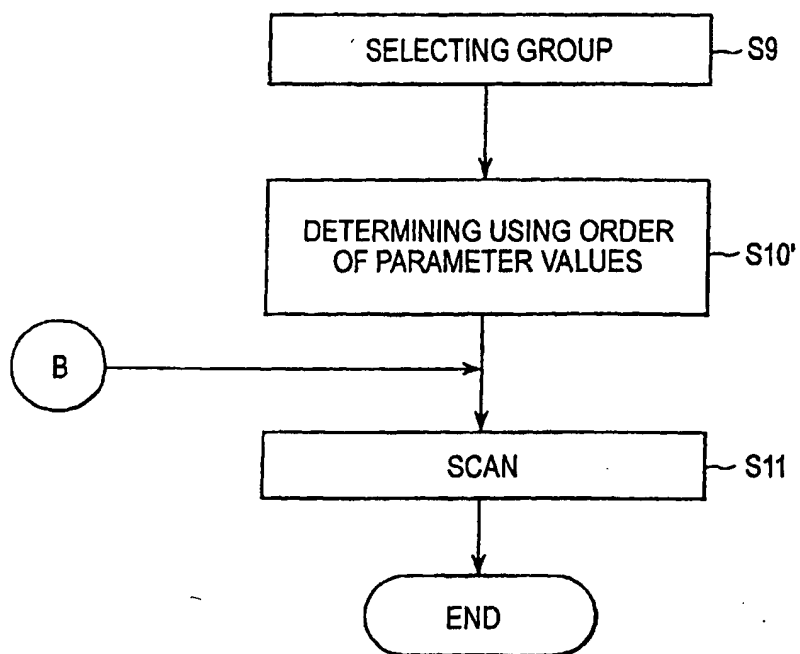 SELECTING GROUP
S9
DETERMINING USING ORDER
OF PARAMETER VALUES
S10'
B
SCAN
S11
END